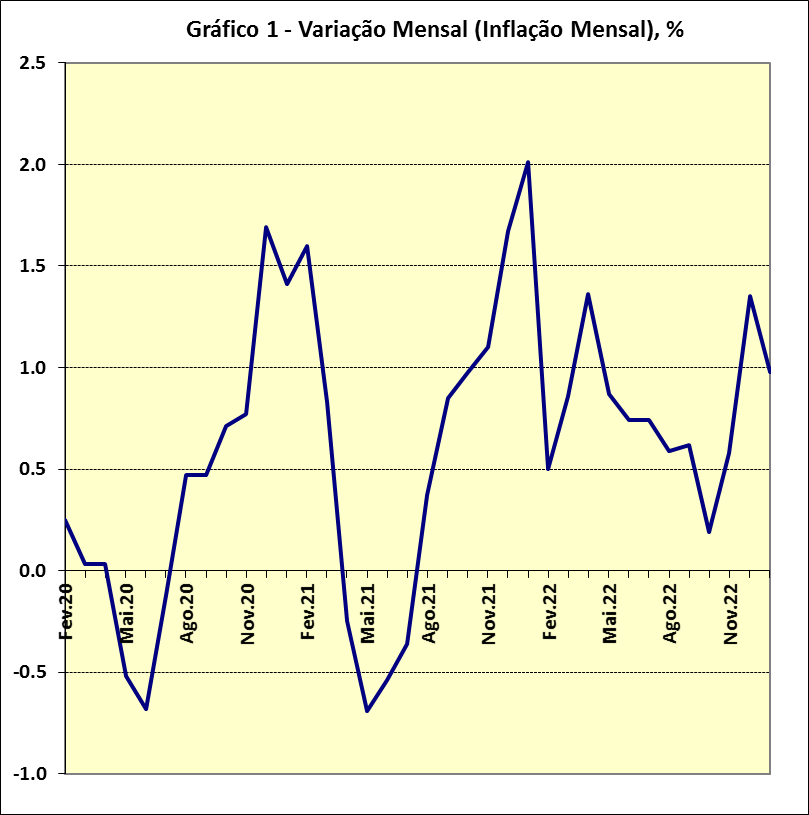 Gráfico 1 - Variação Mensal (Inflação Mensal), %
2.5
2.0
1.5
1.0
0.5
0.0
-0.5
-1.0
Fev.20
Mai.20
Ago.20
Nov.20
Fev.21
Mai.21
Ago.21
Nov.21
Fev.22
Mai.22
Ago.22
Nov.22